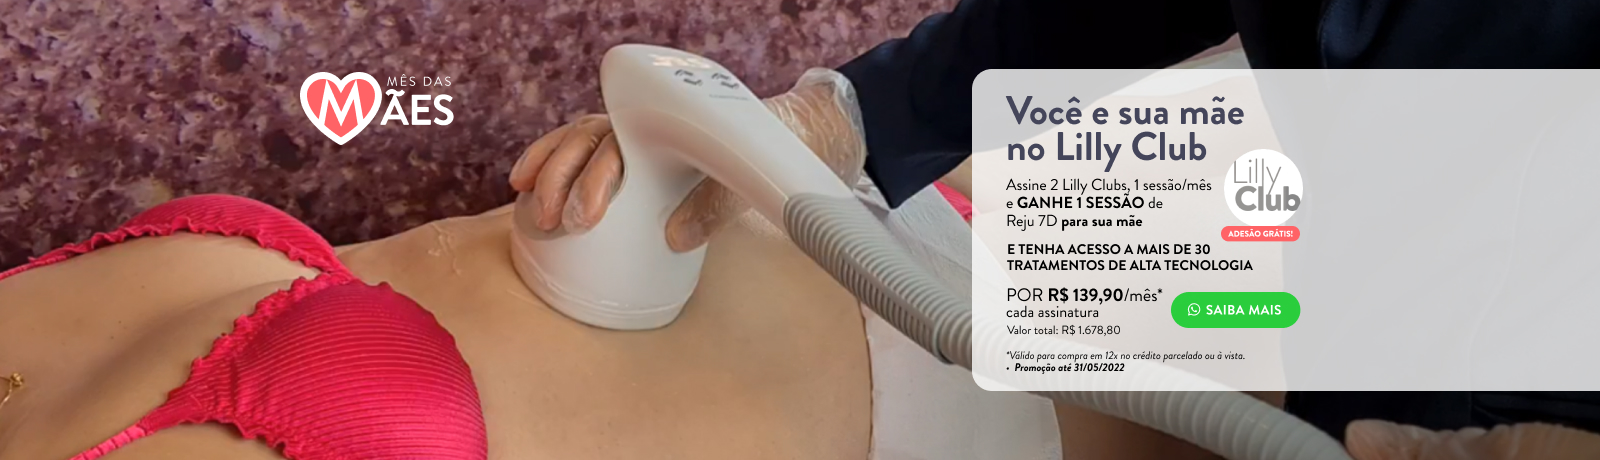 MÊS DAS
MÃES
Você e sua mãe
no Lilly Club
Lilly
Club
ADESÃO GRÁTIS!
Assine 2 Lilly Clubs, 1 sessão/mês
e GANHE 1 SESSÃO de
Reju 7D para sua mãe
E TENHA ACESSO A MAIS DE 30
TRATAMENTOS DE ALTA TECNOLOGIA
POR R$ 139,90/mês*
cada assinatura
Valor total: R$ 1.678,80
SAIBA MAIS
*Válido para compra em 12x no crédito parcelado ou à vista.
• Promoção até 31/05/2022